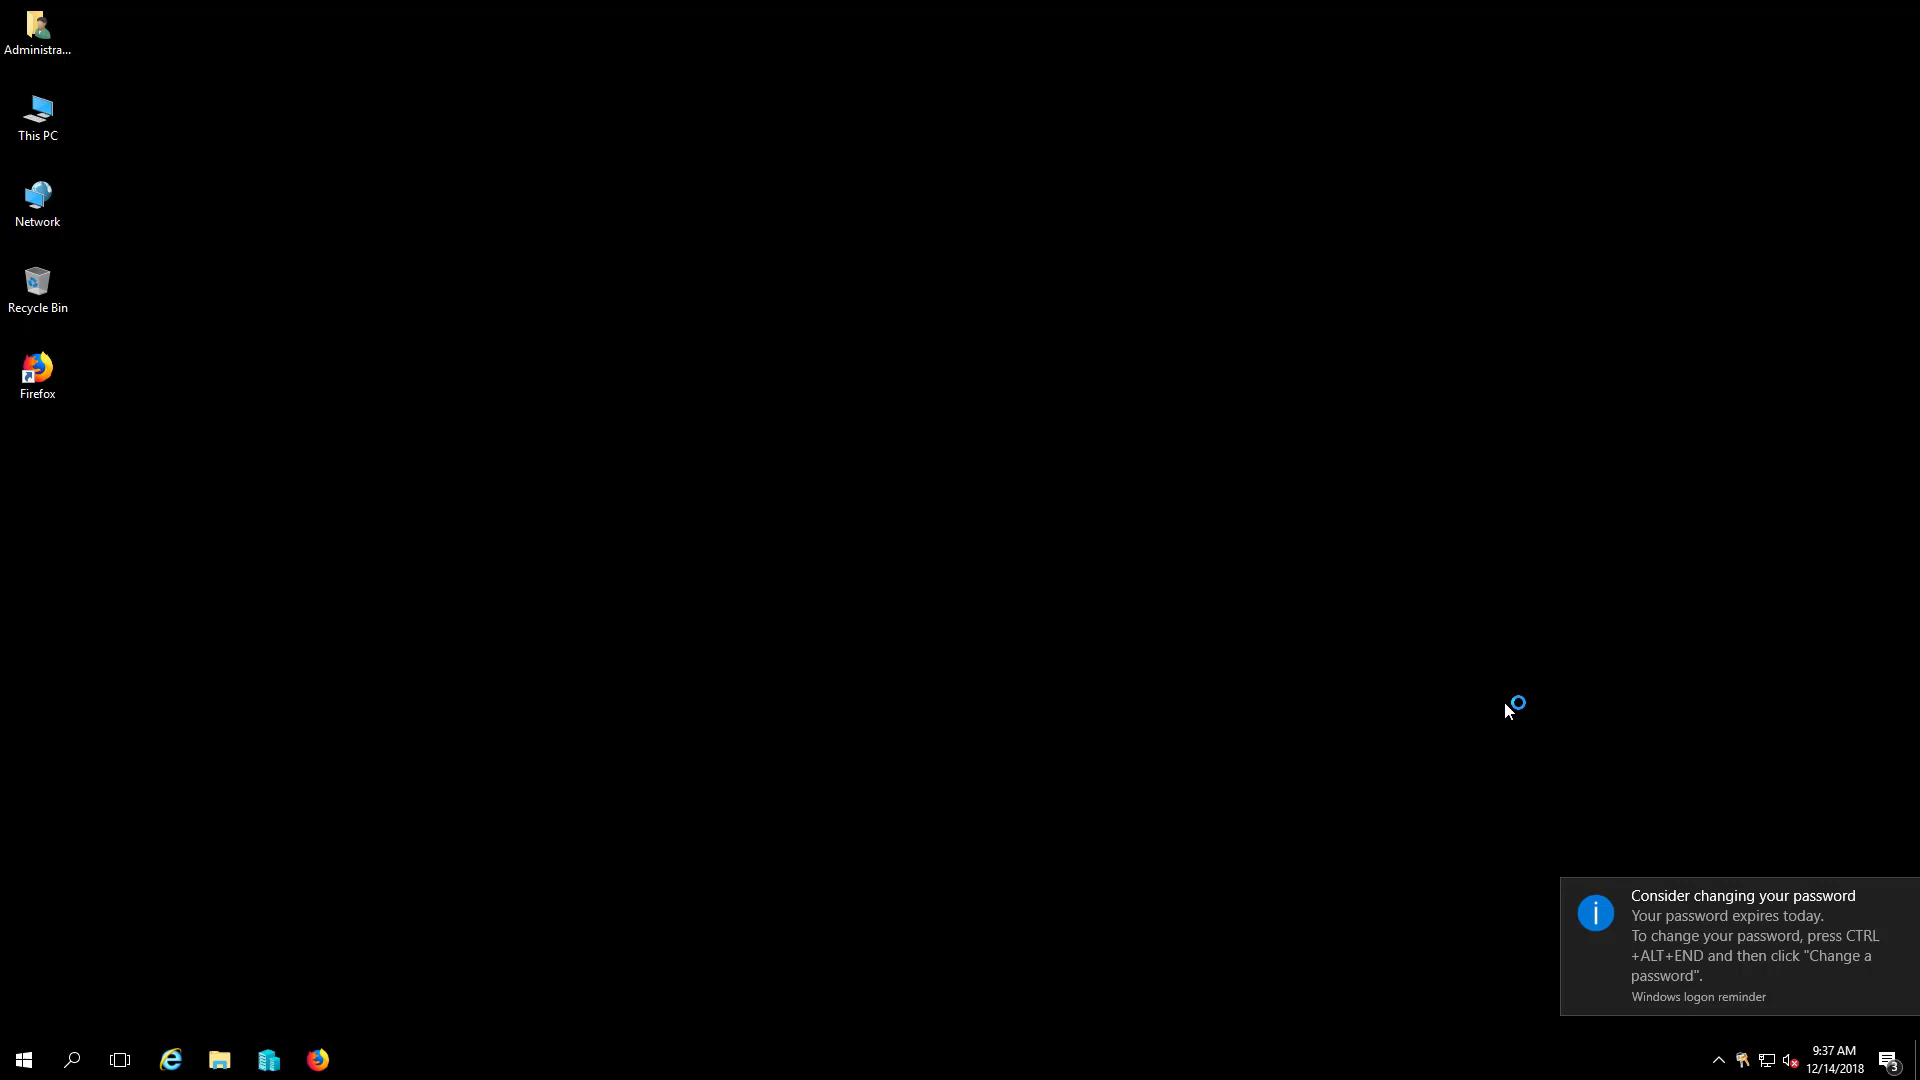 Administra...
This PC
Network
Recycle Bin
Firefox
Consider changing your password
Your password expires today.
To change your password, press CTRL
+ALT+END and then click "Change a
password".
Windows logon reminder
9:37 AM
12/14/2018
3